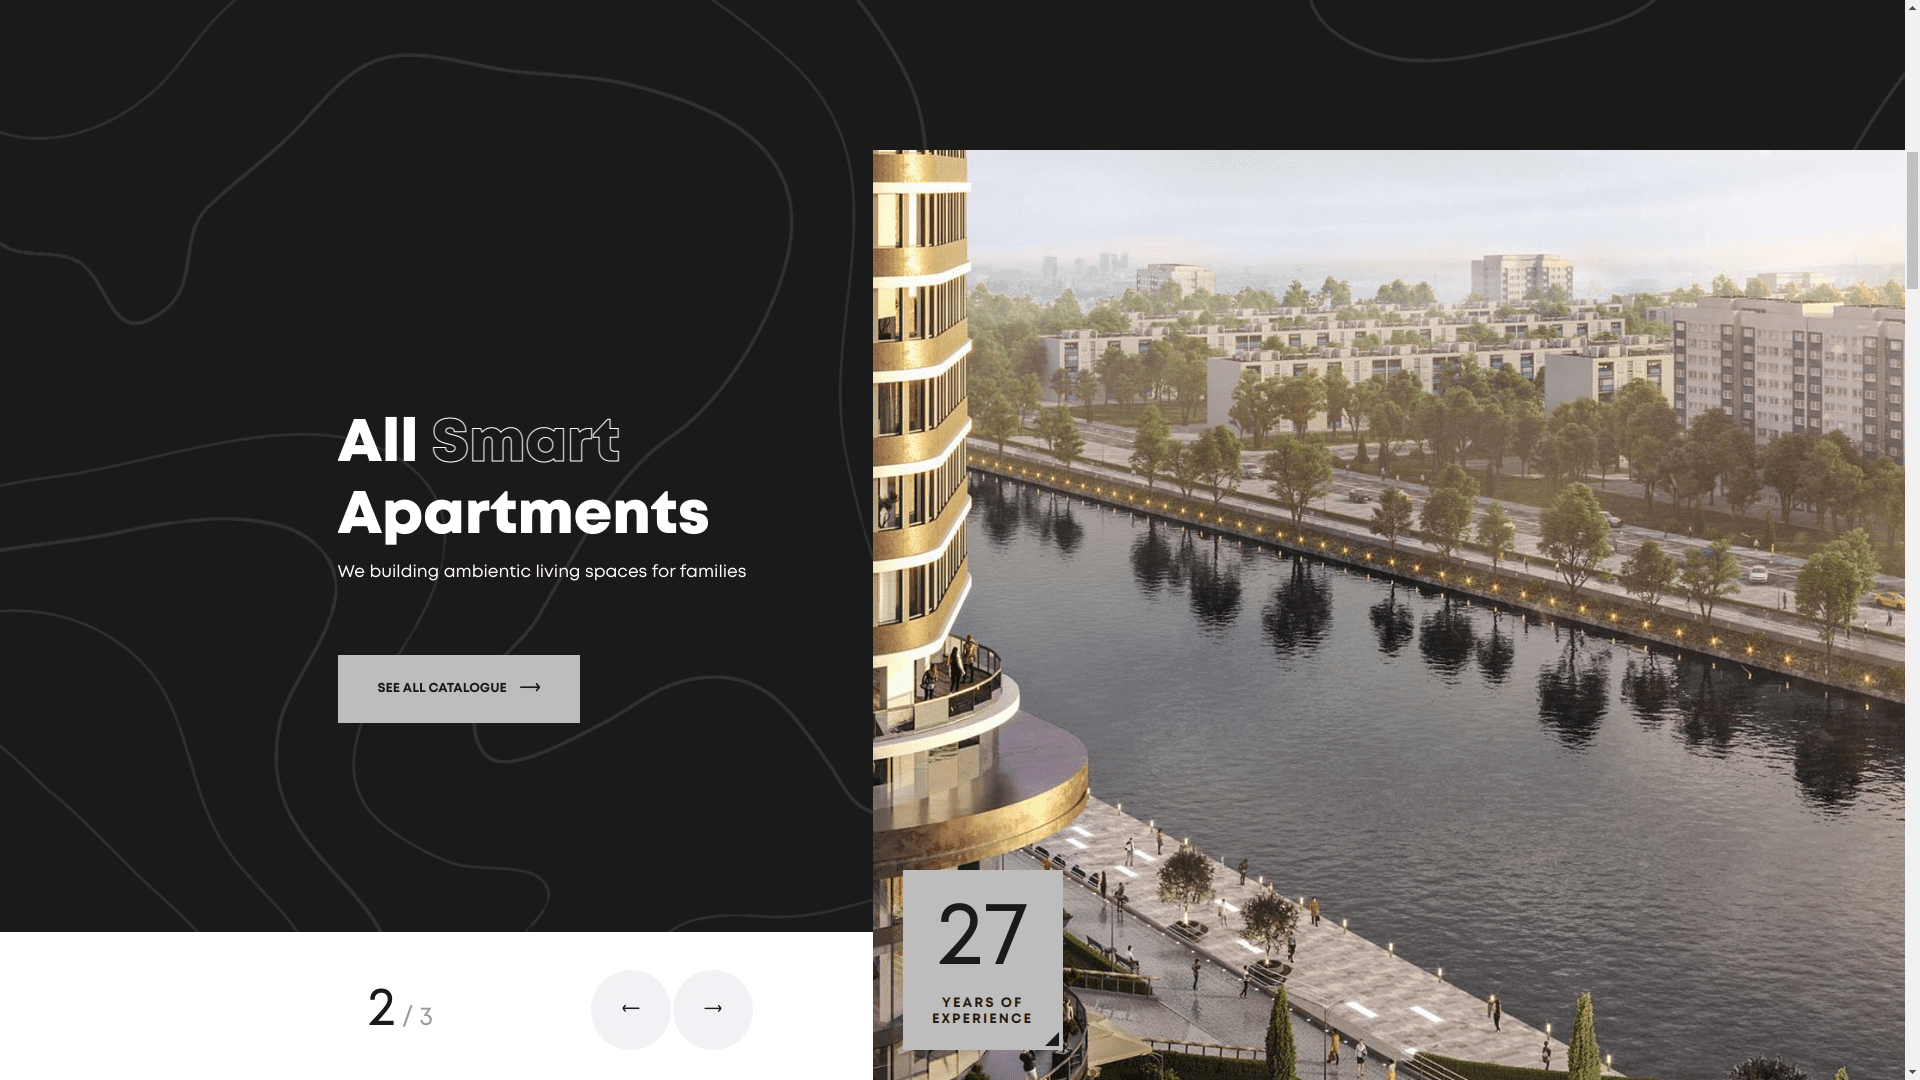 All Smart
Apartments
We building ambientic living spaces for families
SEE ALL CATALOGUE
2 / 3
27
YEARS OF
EXPERIENCE